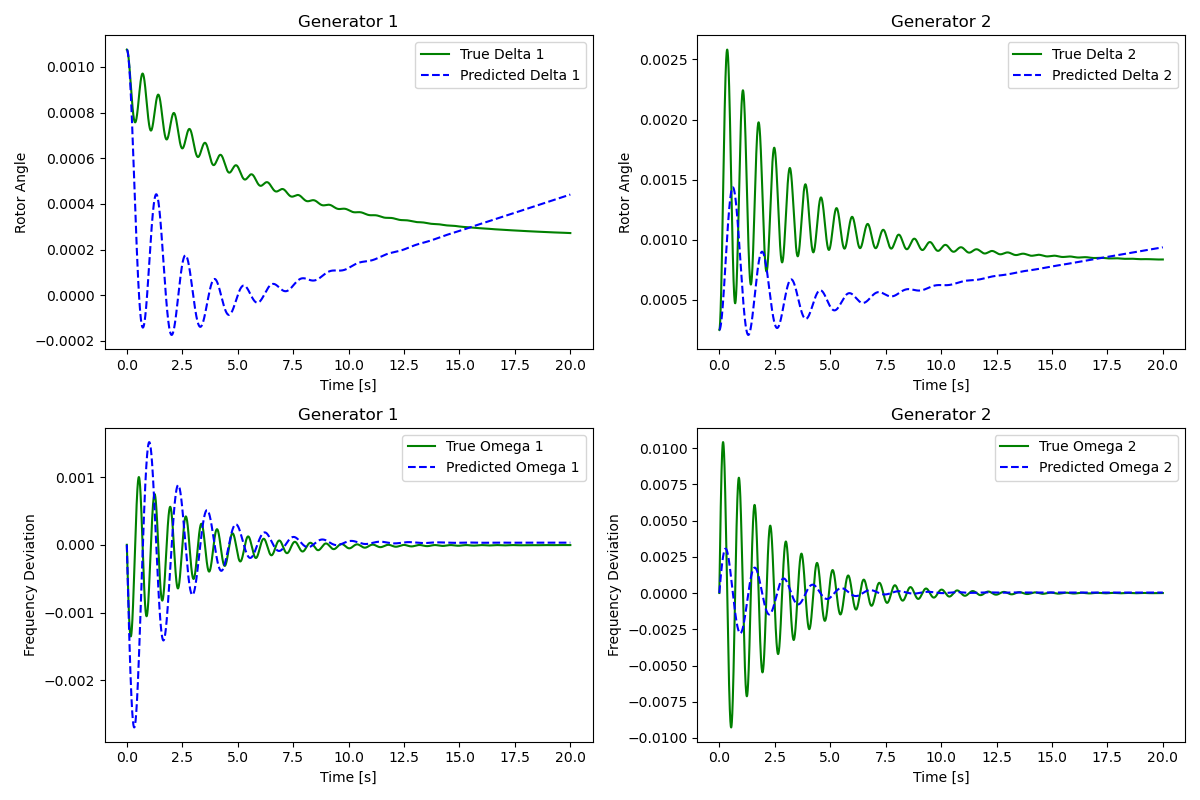 Generator 1
Rotor Angle
0.0010
0.0008
0.0006
0.0004
0.0002
0.0000
−0.0002
True Delta 1
Predicted Delta 1
0.0 2.5 5.0 7.5 10.0 12.5 15.0 17.5 20.0
Time [s]
Generator 2
Rotor Angle
0.0025
0.0020
0.0015
0.0010
0.0005
True Delta 2
Predicted Delta 2
0.0 2.5 5.0 7.5 10.0 12.5 15.0 17.5 20.0
Time [s]
Generator 1
Frequency Deviation
0.001
0.000
−0.001
−0.002
True Omega 1
Predicted Omega 1
0.0 2.5 5.0 7.5 10.0 12.5 15.0 17.5 20.0
Time [s]
Generator 2
Frequency Deviation
0.0100
0.0075
0.0050
0.0025
0.0000
−0.0025
−0.0050
−0.0075
−0.0100
True Omega 2
Predicted Omega 2
0.0 2.5 5.0 7.5 10.0 12.5 15.0 17.5 20.0
Time [s]